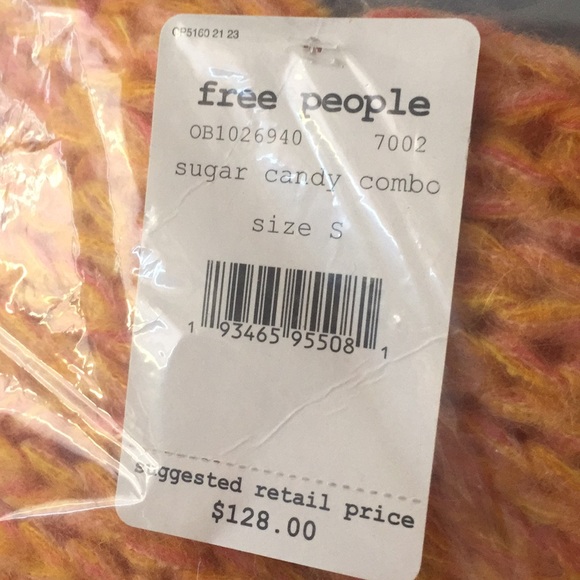 OP5160 21 23
free people
OB1026940 7002
sugar candy combo
size S
1 93465 95508 1
suggested retail price
$128.00